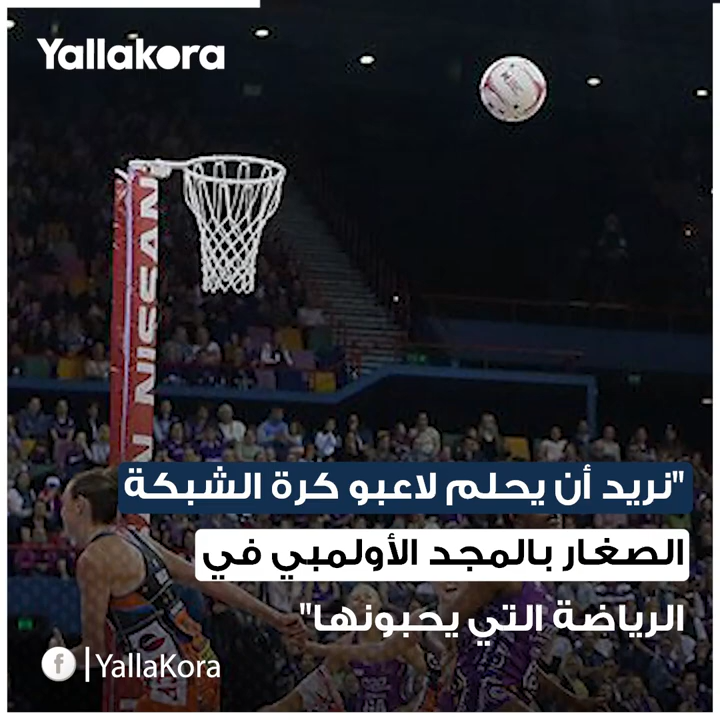 Yallakora
NISSAN
N
"نريد أن يحلم لاعبو كرة الشبكة
الصغار بالمجد الأولمبي في
الرياضة التي يحبونها"
f | YallaKora